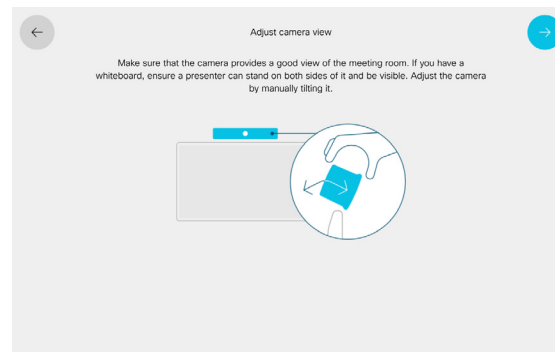 Adjust camera view
Make sure that the camera provides a good view of the meeting room. If you have a
whiteboard, ensure a presenter can stand on both sides of it and be visible. Adjust the camera
by manually tilting it.